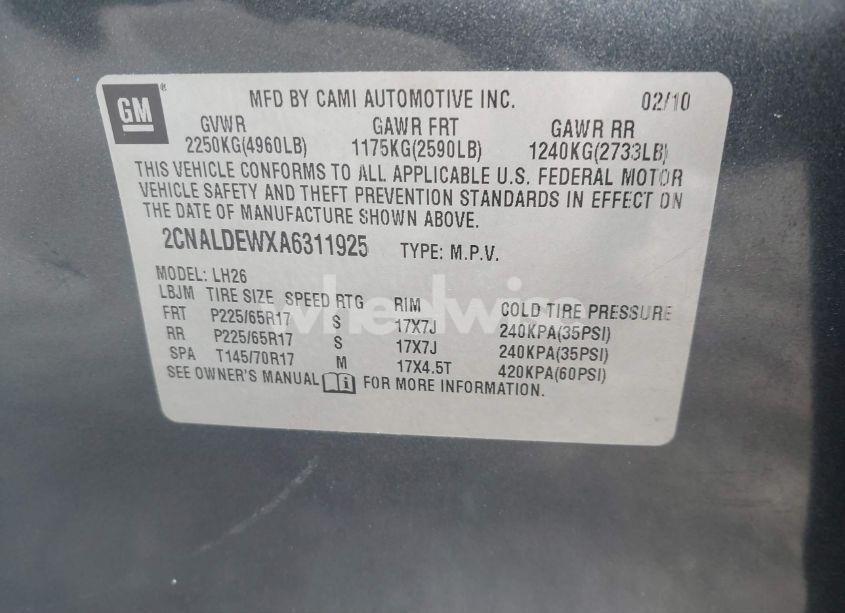 GM ®
MFD BY CAMI AUTOMOTIVE INC. 02/10
GVWR GAWR FRT GAWR RR
2250KG(4960LB) 1175KG(2590LB) 1240KG(2733LB)
THIS VEHICLE CONFORMS TO ALL APPLICABLE U.S. FEDERAL MOTOR
VEHICLE SAFETY AND THEFT PREVENTION STANDARDS IN EFFECT ON
THE DATE OF MANUFACTURE SHOWN ABOVE.
2CNALDEWXA6311925 TYPE: M.P.V.
MODEL: LH26
LBJM TIRE SIZE SPEED RTG RIM COLD TIRE PRESSURE
FRT P225/65R17 S 17X7J 240KPA(35PSI)
RR P225/65R17 S 17X7J 240KPA(35PSI)
SPA T145/70R17 M 17X4.5T 420KPA(60PSI)
SEE OWNER'S MANUAL FOR MORE INFORMATION.